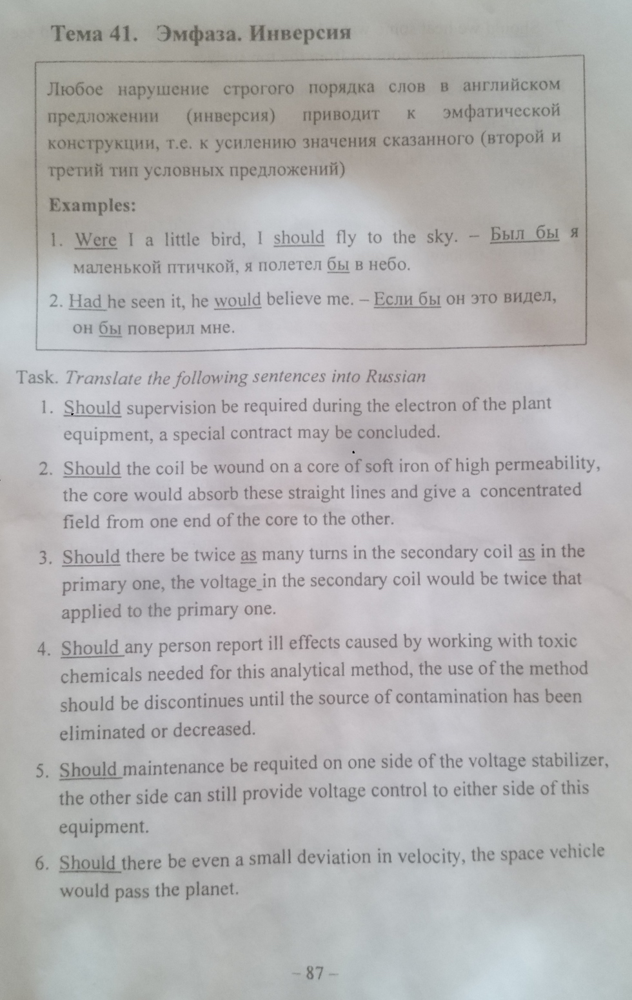 Тема 41. Эмфаза. Инверсия
Любое нарушение строгого порядка слов в английском
предложении (инверсия) приводит к эмфатической
конструкции, т.е. к усилению значения сказанного (второй и
третий тип условных предложений)
Examples:
1. Were I a little bird, I should fly to the sky. – Был бы я
маленькой птичкой, я полетел бы в небо.
2. Had he seen it, he would believe me. – Если бы он это видел,
он бы поверил мне.
Task. Translate the following sentences into Russian
1. Should supervision be required during the electron of the plant
equipment, a special contract may be concluded.
2. Should the coil be wound on a core of soft iron of high permeability,
the core would absorb these straight lines and give a concentrated
field from one end of the core to the other.
3. Should there be twice as many turns in the secondary coil as in the
primary one, the voltage in the secondary coil would be twice that
applied to the primary one.
4. Should any person report ill effects caused by working with toxic
chemicals needed for this analytical method, the use of the method
should be discontinues until the source of contamination has been
eliminated or decreased.
5. Should maintenance be requited on one side of the voltage stabilizer,
the other side can still provide voltage control to either side of this
equipment.
6. Should there be even a small deviation in velocity, the space vehicle
would pass the planet.
– 87 –